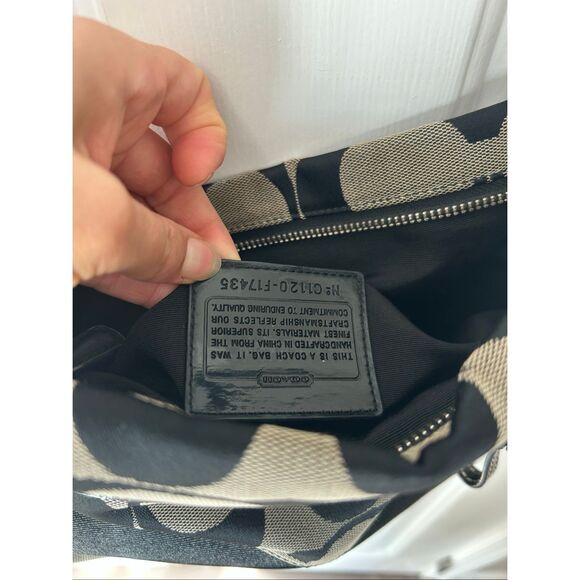 COACH
THIS IS A COACH BAG. IT WAS
HANDCRAFTED IN CHINA FROM THE
FINEST MATERIALS. ITS SUPERIOR
CRAFTSMANSHIP REFLECTS OUR
COMMITMENT TO ENDURING QUALITY.
Nº G1120-F17435